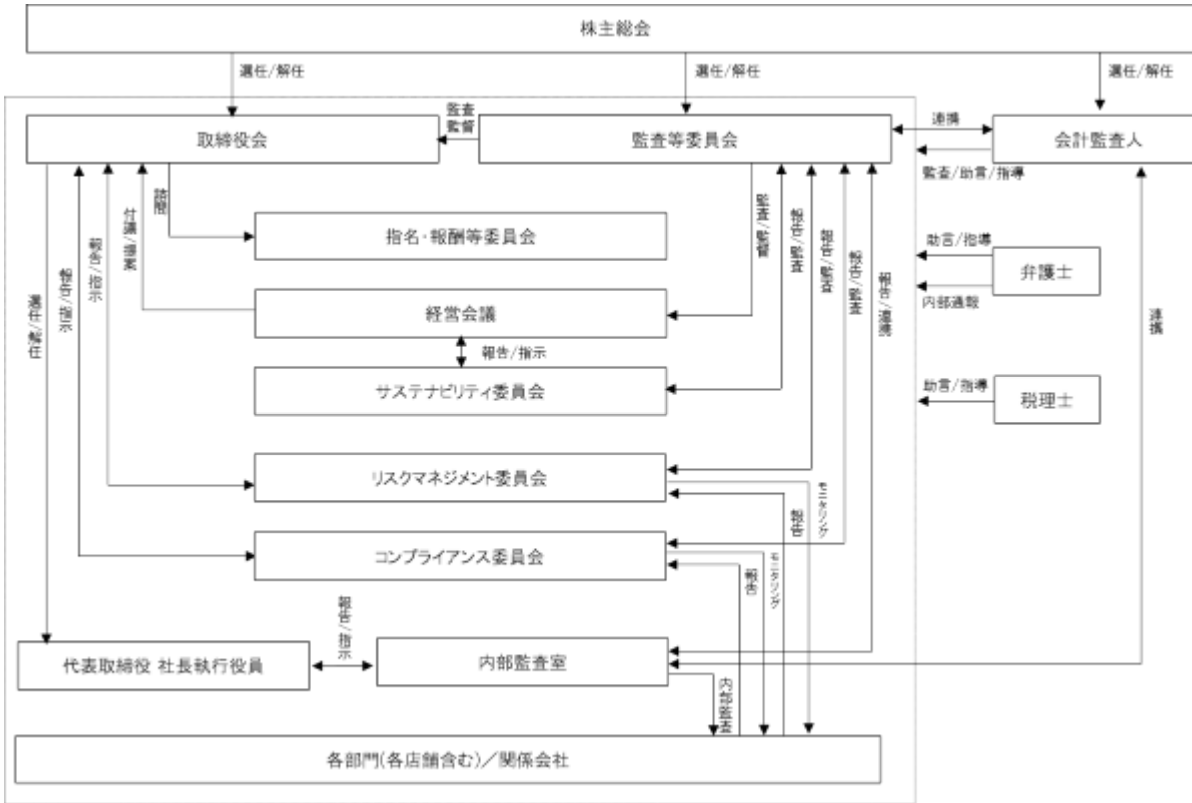 株主総会
選任/解任
選任/解任
選任/解任
取締役会
監査
監督
監査等委員会
連携
会計監査人
監査/助言/指導
諮問
付議/提案
報告/指示
報告/指示
選任/解任
指名・報酬等委員会
監査/監督
報告/監査
報告/監査
報告/監査
報告/連携
助言/指導
弁護士
内部通報
連携
経営会議
報告/指示
サステナビリティ委員会
助言/指導
税理士
リスクマネジメント委員会
報告
モニタリング
コンプライアンス委員会
報告
モニタリング
報告/指示
代表取締役 社長執行役員
内部監査室
内部監査
各部門(各店舗含む)/関係会社